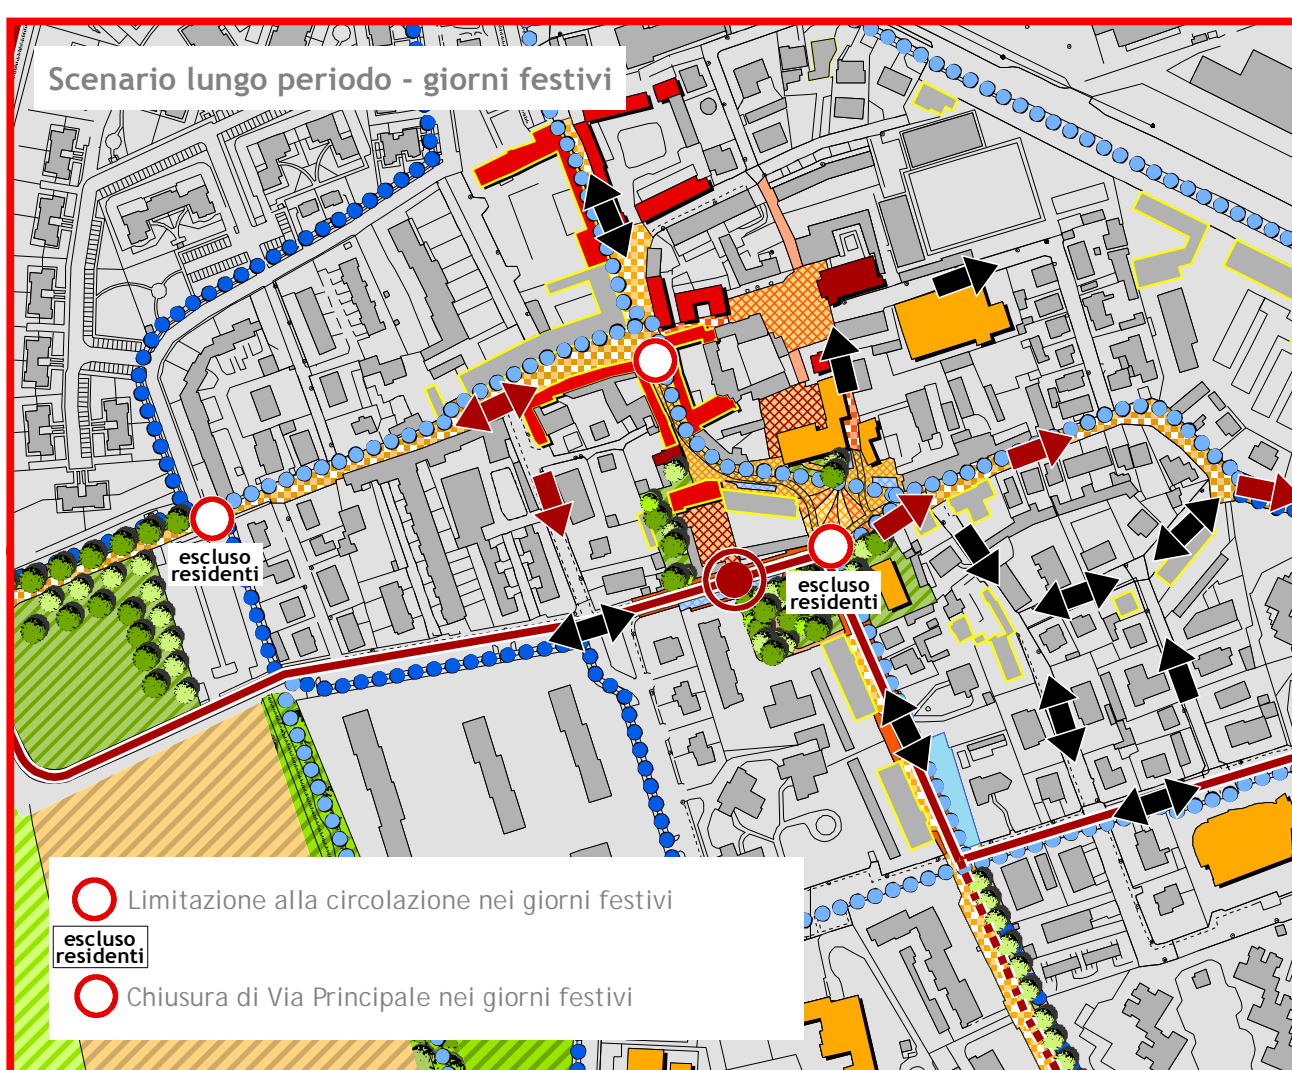 Scenario lungo periodo - giorni festivi
escluso
residenti
escluso
residenti
Limitazione alla circolazione nei giorni festivi
escluso
residenti
Chiusura di Via Principale nei giorni festivi